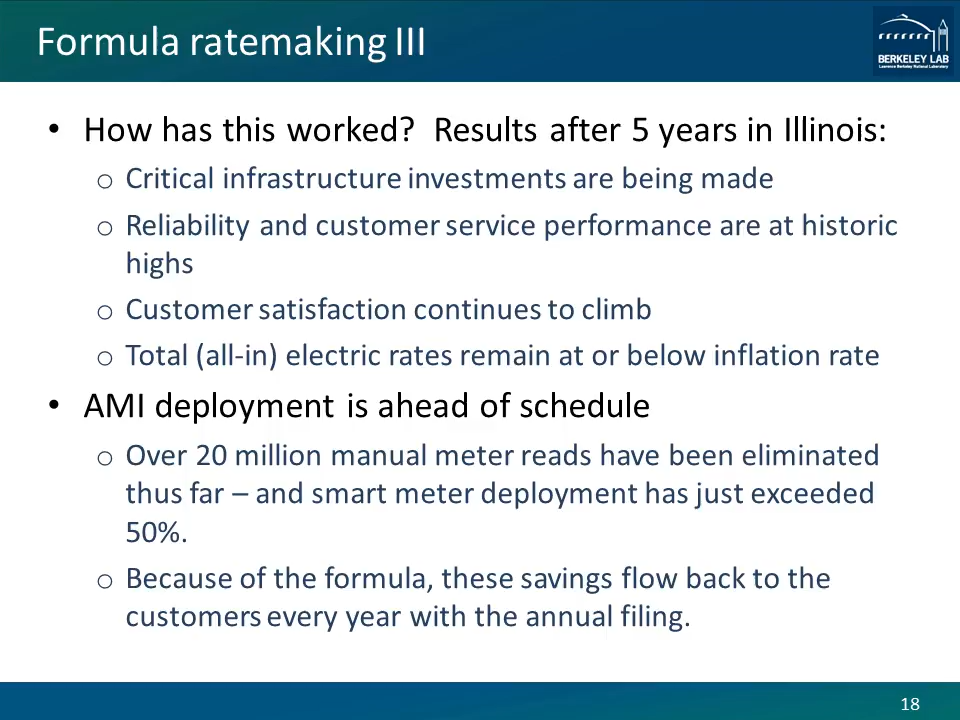 Formula ratemaking III
BERKELEY LAB
Lawrence Berkeley National Laboratory
• How has this worked?  Results after 5 years in Illinois:
o Critical infrastructure investments are being made
o Reliability and customer service performance are at historic
highs
o Customer satisfaction continues to climb
o Total (all-in) electric rates remain at or below inflation rate
• AMI deployment is ahead of schedule
o Over 20 million manual meter reads have been eliminated
thus far – and smart meter deployment has just exceeded
50%.
o Because of the formula, these savings flow back to the
customers every year with the annual filing.
18